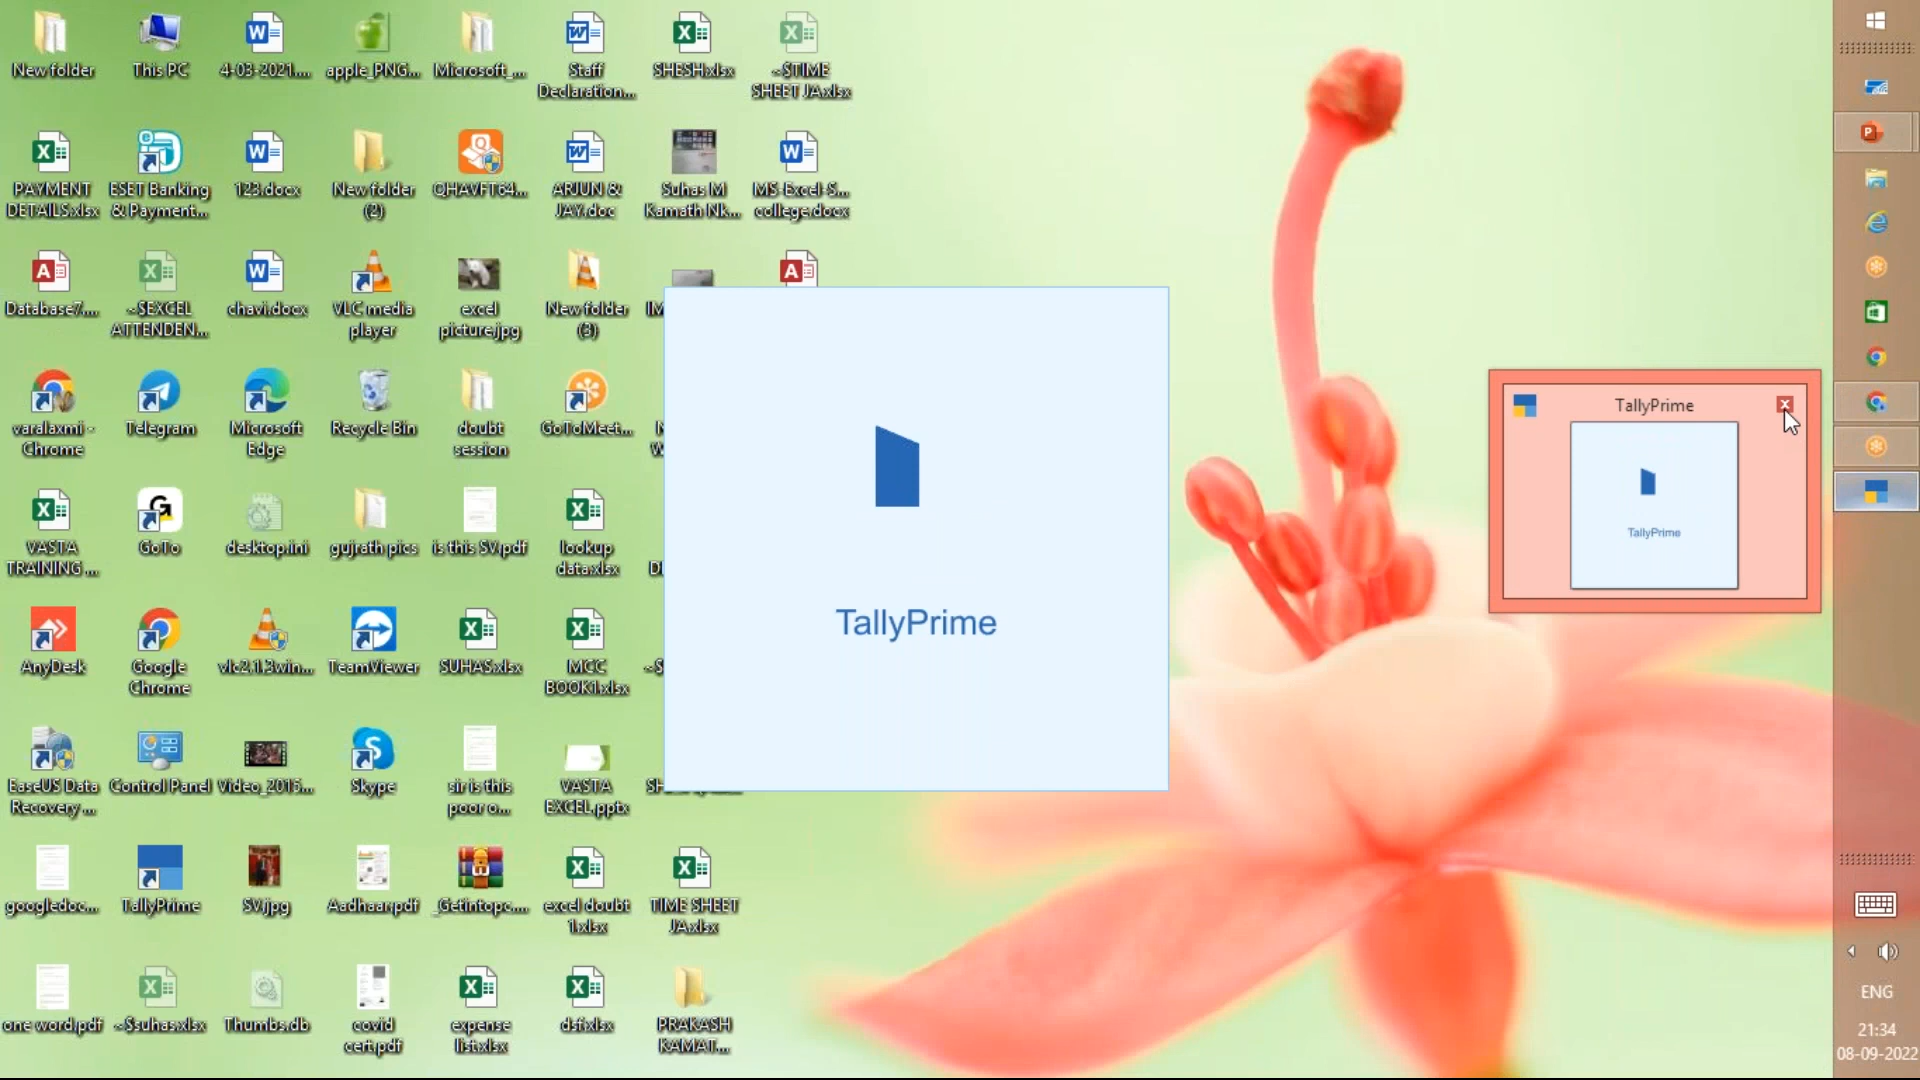 New folder
This PC
4-03-2021....
apple_PNG...
Microsoft_...
Staff
Declaration...
SHESH.xlsx
~$TIME
SHEET JA.xlsx
PAYMENT
DETAILS.xlsx
ESET Banking
& Payment...
123.docx
New folder
(2)
QHAVFT64...
ARJUN &
JAY.doc
Suhas M
Kamath Nk...
MS-Excel-S...
college.docx
Database7....
~$EXCEL
ATTENDEN...
chavi.docx
VLC media
player
excel
picture.jpg
New folder
(3)
varalaxmi -
Chrome
Telegram
Microsoft
Edge
Recycle Bin
doubt
session
GoToMeet...
VASTA
TRAINING ...
GoTo
desktop.ini
gujrath pics
is this SV.pdf
lookup
data.xlsx
AnyDesk
Google
Chrome
vlc2.1.3win...
TeamViewer
SUHAS.xlsx
MCC
BOOK1.xlsx
EaseUS Data
Recovery ...
Control Panel
Video_2015...
Skype
sir is this
poor o...
VASTA
EXCEL.pptx
googledoc...
TallyPrime
SV.jpg
Aadhaar.pdf
_Getintopc....
excel doubt
1.xlsx
TIME SHEET
JA.xlsx
one word.pdf
~$suhas.xlsx
Thumbs.db
covid
cert.pdf
expense
list.xlsx
dsf.xlsx
PRAKASH
KAMAT...
TallyPrime
TallyPrime
TallyPrime
ENG
21:34
08-09-2022